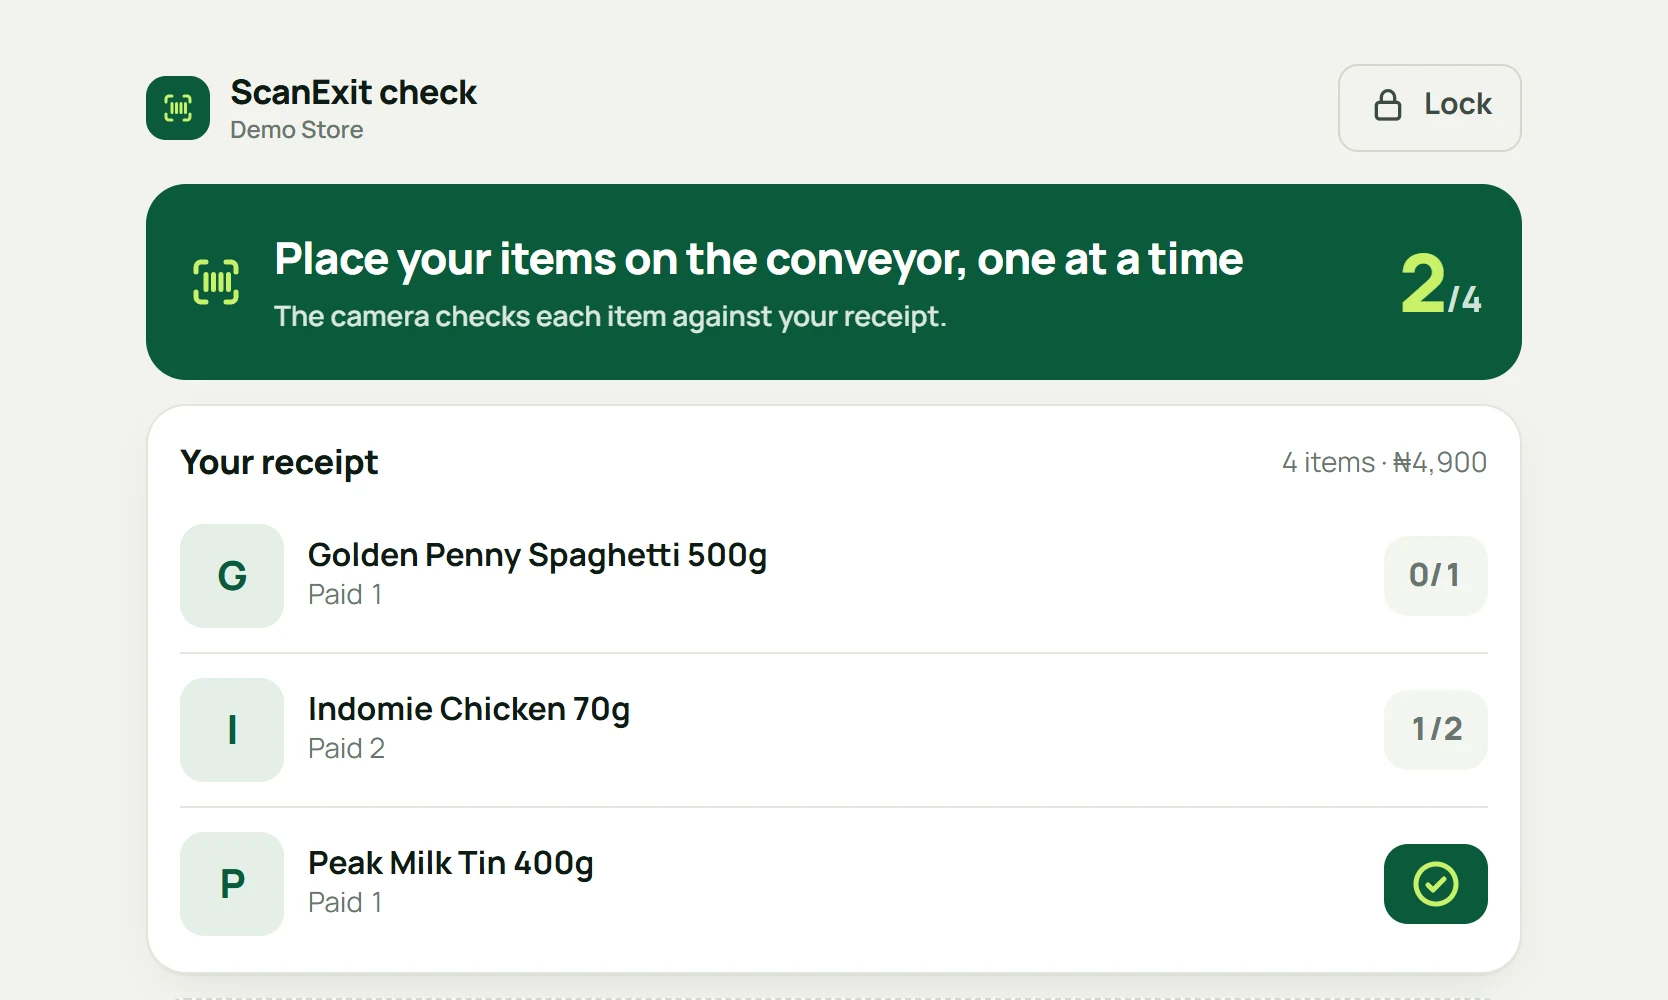 ScanExit check
Demo Store
Lock
Place your items on the conveyor, one at a time
The camera checks each item against your receipt.
2/4
Your receipt
4 items · ₦4,900
G
Golden Penny Spaghetti 500g
Paid 1
0/1
I
Indomie Chicken 70g
Paid 2
1/2
P
Peak Milk Tin 400g
Paid 1